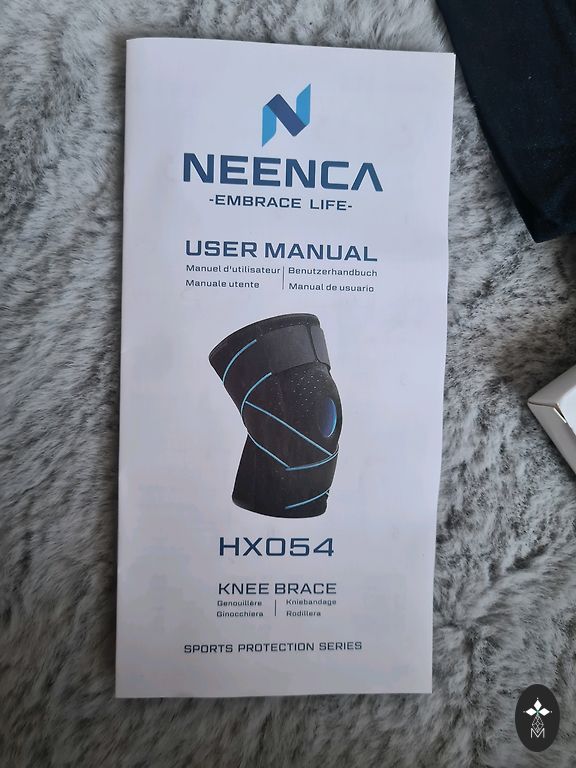 NEENCA
-EMBRACE LIFE-
USER MANUAL
Manuel d'utilisateur | Benutzerhandbuch
Manuale utente | Manual de usuario
HX054
KNEE BRACE
Genouillère | Kniebandage
Ginocchiera | Rodillera
SPORTS PROTECTION SERIES
M